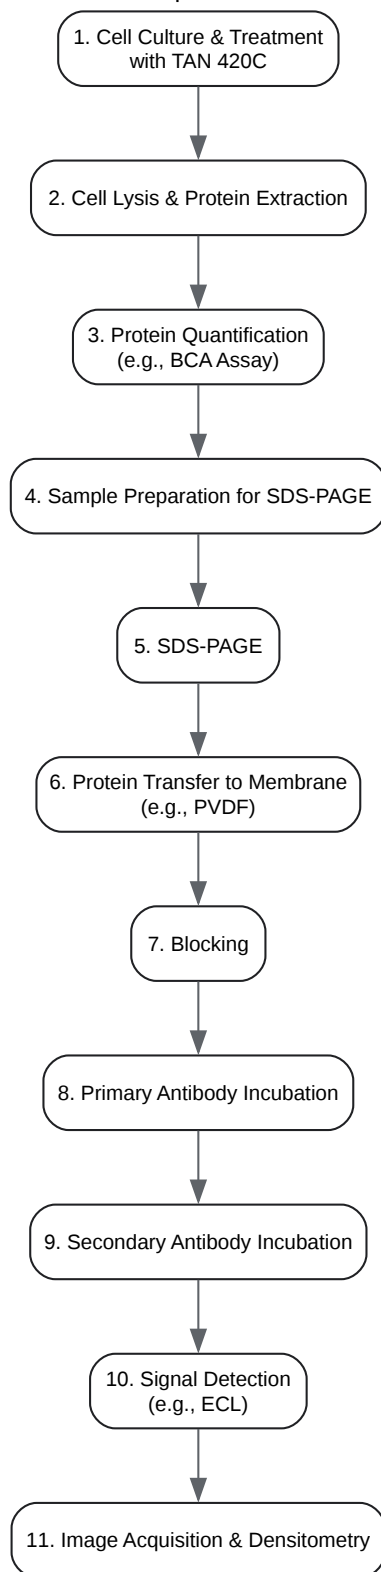 1. Cell Culture & Treatment
with TAN 420C
2. Cell Lysis & Protein Extraction
3. Protein Quantification
(e.g., BCA Assay)
4. Sample Preparation for SDS-PAGE
5. SDS-PAGE
6. Protein Transfer to Membrane
(e.g., PVDF)
7. Blocking
8. Primary Antibody Incubation
9. Secondary Antibody Incubation
10. Signal Detection
(e.g., ECL)
11. Image Acquisition & Densitometry